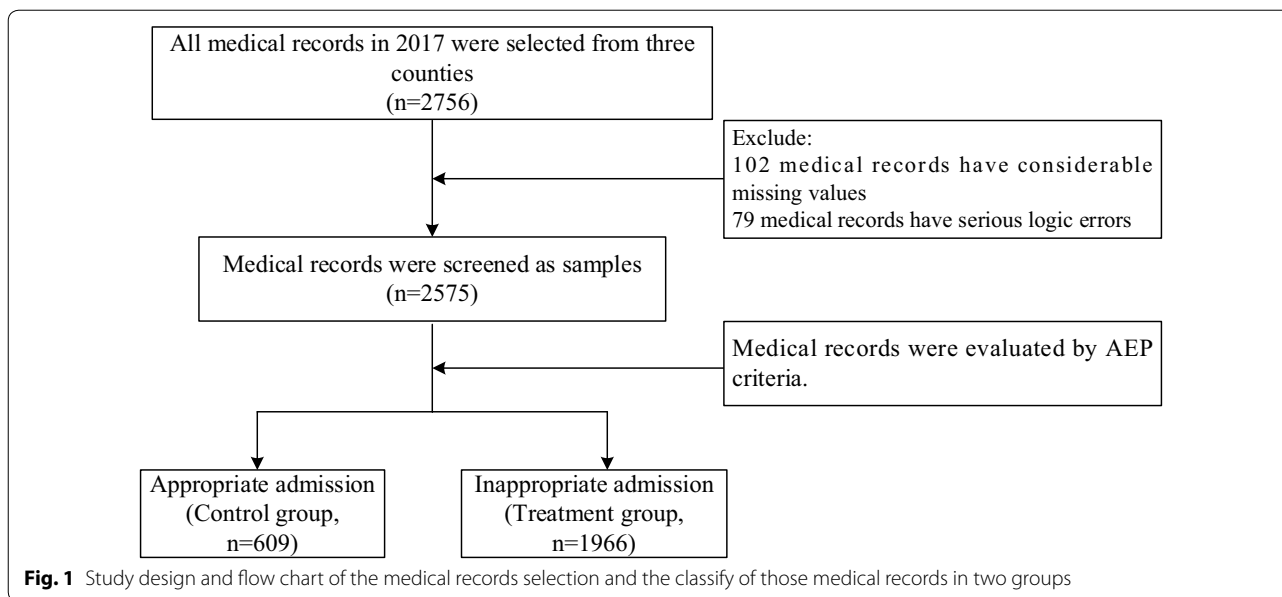 All medical records in 2017 were selected from three
counties
(n=2756)
Exclude:
102 medical records have considerable
missing values
79 medical records have serious logic errors
Medical records were screened as samples
(n=2575)
Medical records were evaluated by AEP
criteria.
Appropriate admission
(Control group,
n=609)
Inappropriate admission
(Treatment group,
n=1966)
Fig. 1 Study design and flow chart of the medical records selection and the classify of those medical records in two groups